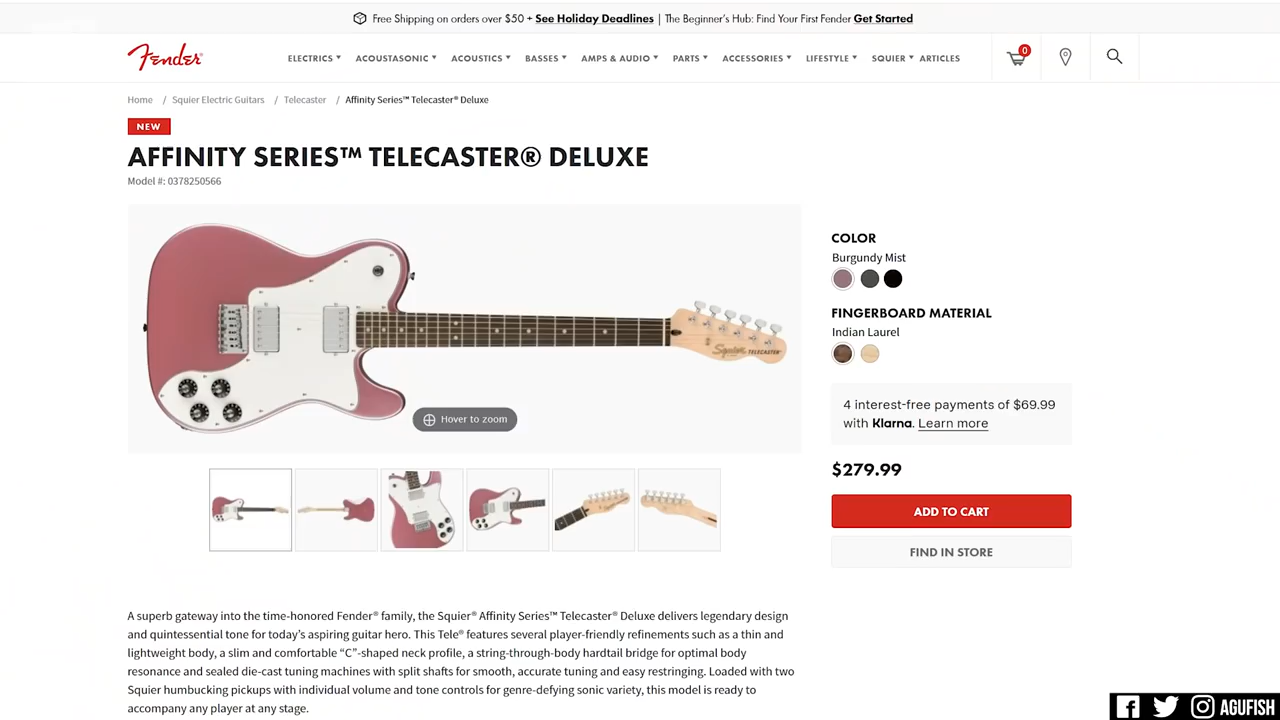 Free Shipping on orders over $50 + See Holiday Deadlines | The Beginner's Hub: Find Your First Fender Get Started
Fender
ELECTRICS ACOUSTASONIC ACOUSTICS BASSES AMPS & AUDIO PARTS ACCESSORIES LIFESTYLE SQUIER ARTICLES
0
Home / Squier Electric Guitars / Telecaster / Affinity Series™ Telecaster® Deluxe
NEW
AFFINITY SERIES™ TELECASTER® DELUXE
Model #: 0378250566
Squier TELECASTER
Hover to zoom
COLOR
Burgundy Mist
FINGERBOARD MATERIAL
Indian Laurel
4 interest-free payments of $69.99
with Klarna. Learn more
$279.99
ADD TO CART
FIND IN STORE
A superb gateway into the time-honored Fender® family, the Squier® Affinity Series™ Telecaster® Deluxe delivers legendary design
and quintessential tone for today's aspiring guitar hero. This Tele® features several player-friendly refinements such as a thin and
lightweight body, a slim and comfortable “C”-shaped neck profile, a string-through-body hardtail bridge for optimal body
resonance and sealed die-cast tuning machines with split shafts for smooth, accurate tuning and easy restringing. Loaded with two
Squier humbucking pickups with individual volume and tone controls for genre-defying sonic variety, this model is ready to
accompany any player at any stage.
AGUFISH